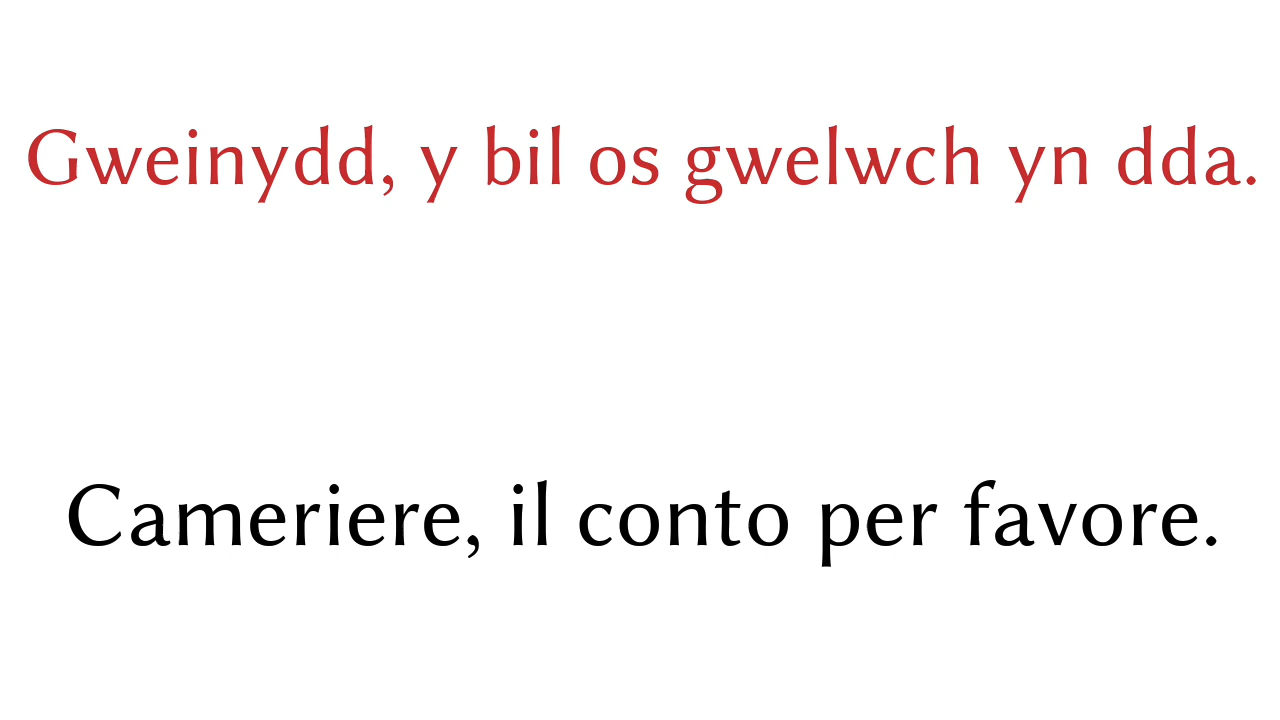 Gweinydd, y bil os gwelwch yn dda.
Cameriere, il conto per favore.